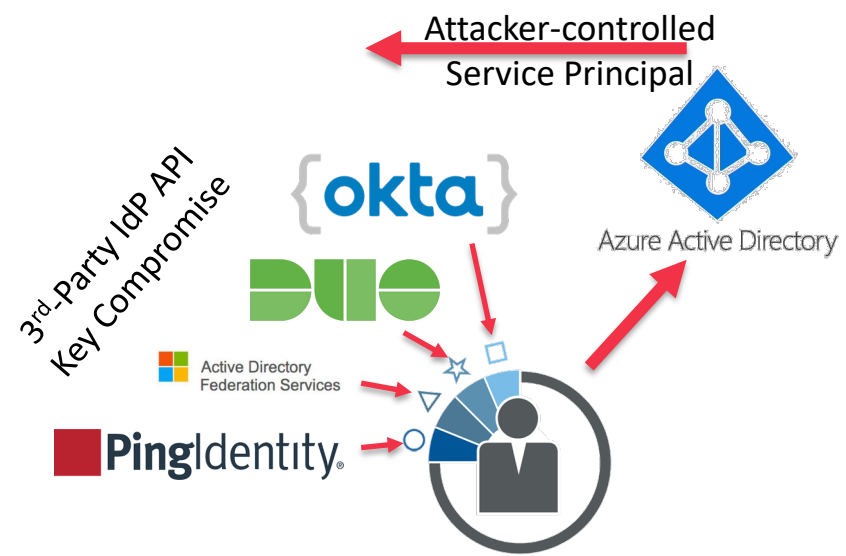 Attacker-controlled
Service Principal
3rd-Party IdP API
Key Compromise
{okta}
DUO
Azure Active Directory
Active Directory
Federation Services
PingIdentity®